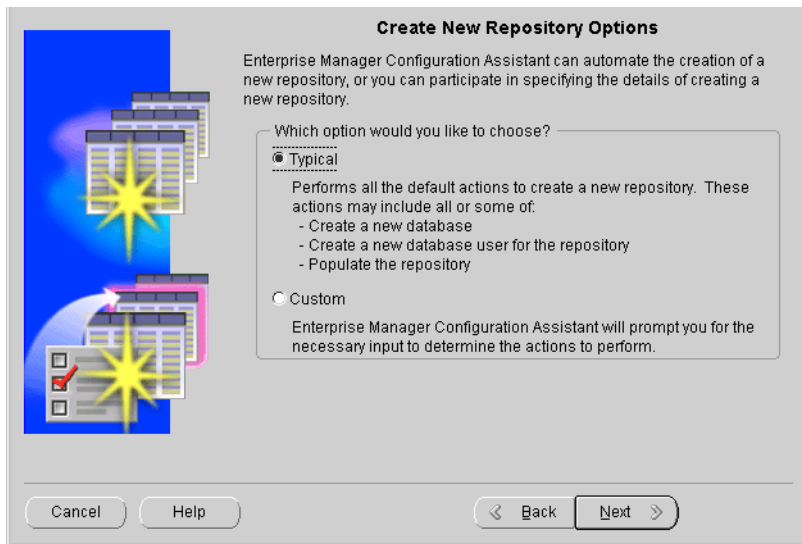 Create New Repository Options
Enterprise Manager Configuration Assistant can automate the creation of a
new repository, or you can participate in specifying the details of creating a
new repository.
Which option would you like to choose?
Typical
Performs all the default actions to create a new repository. These
actions may include all or some of:
- Create a new database
- Create a new database user for the repository
- Populate the repository
Custom
Enterprise Manager Configuration Assistant will prompt you for the
necessary input to determine the actions to perform.
Cancel Help Back Next